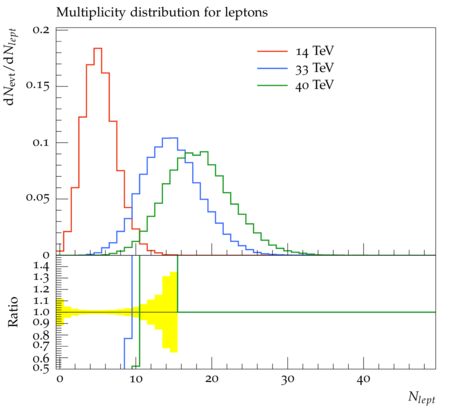 Multiplicity distribution for leptons
dN_evt/dN_lept
0.2
0.15
0.1
0.05
0
14 TeV
33 TeV
40 TeV
Ratio
1.4
1.3
1.2
1.1
1.0
0.9
0.8
0.7
0.6
0.5
0 10 20 30 40
N_lept